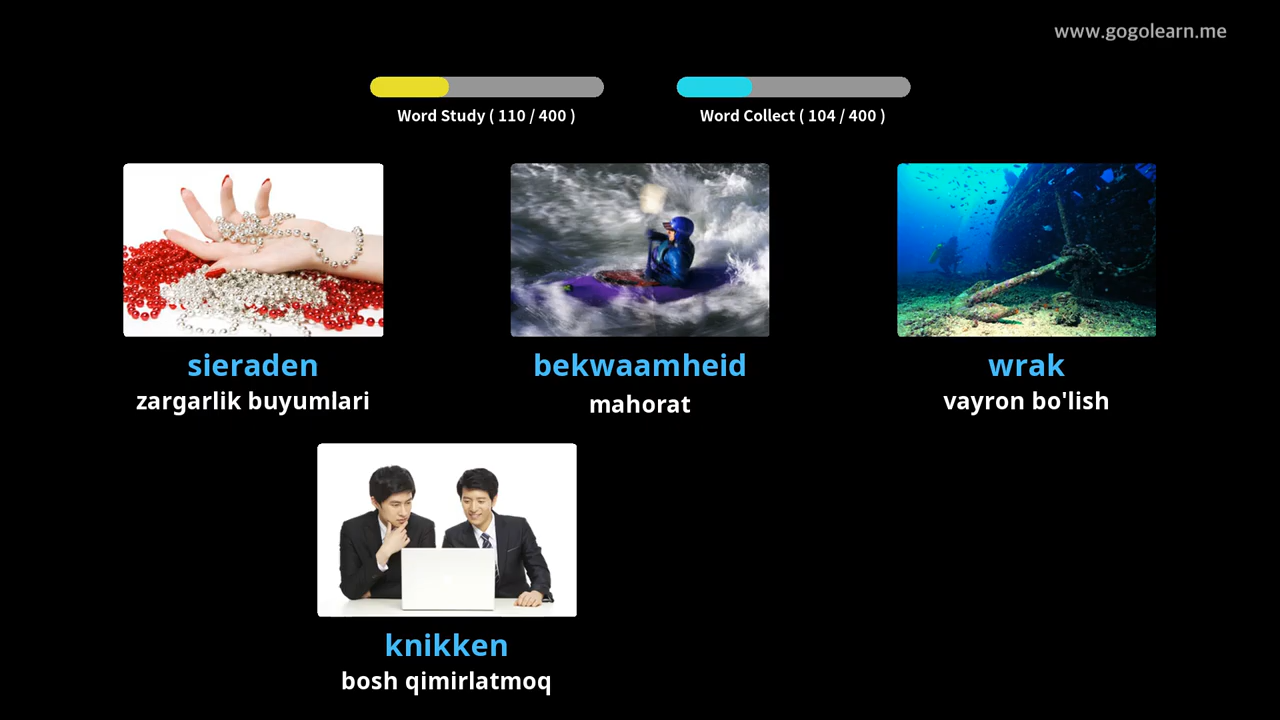 www.gogolearn.me
Word Study ( 110 / 400 )
Word Collect ( 104 / 400 )
sieraden
zargarlik buyumlari
bekwaamheid
mahorat
wrak
vayron bo'lish
knikken
bosh qimirlatmoq